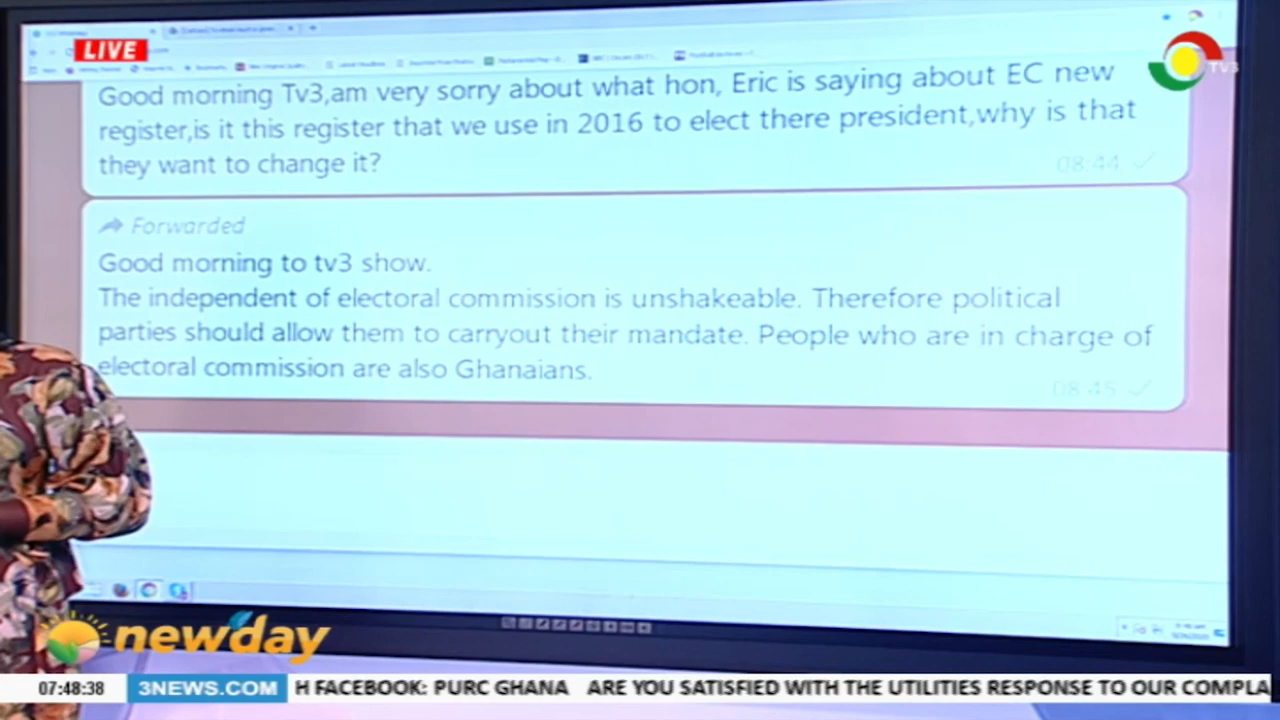 LIVE
TV3
Good morning Tv3,am very sorry about what hon, Eric is saying about EC new
register,is it this register that we use in 2016 to elect there president,why is that
they want to change it?
08:44
Forwarded
Good morning to tv3 show.
The independent of electoral commission is unshakeable. Therefore political
parties should allow them to carryout their mandate. People who are in charge of
electoral commission are also Ghanaians.
08:45
newday
07:48:38
3NEWS.COM
H FACEBOOK: PURC GHANA ARE YOU SATISFIED WITH THE UTILITIES RESPONSE TO OUR COMPLA